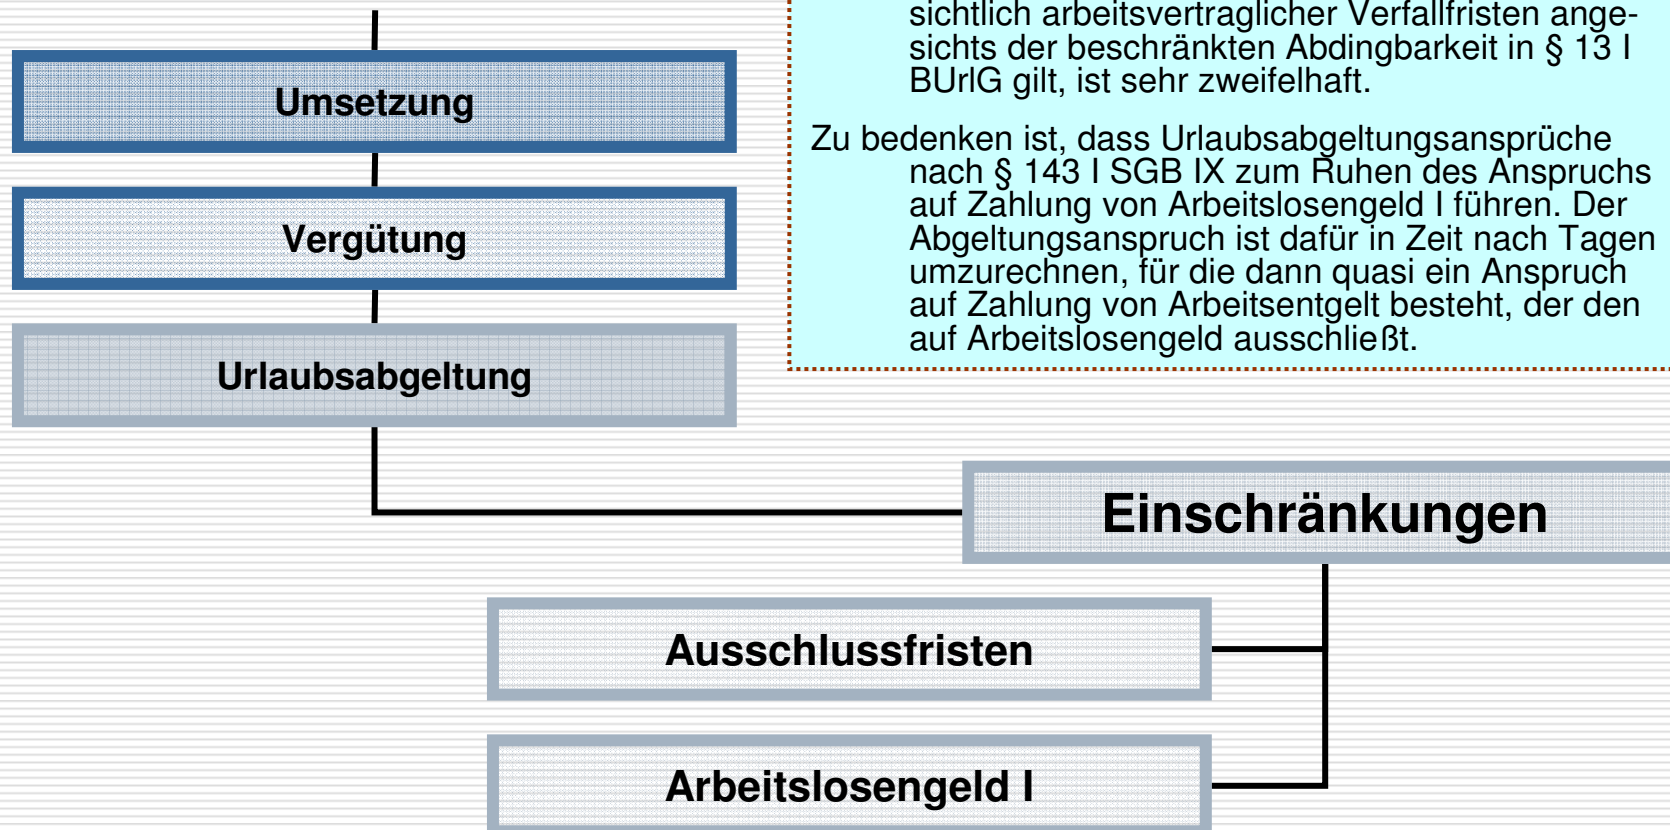 sichtlich arbeitsvertraglicher Verfallfristen ange-
sichts der beschränkten Abdingbarkeit in § 13 I
BUrlG gilt, ist sehr zweifelhaft.
Zu bedenken ist, dass Urlaubsabgeltungsansprüche
nach § 143 I SGB IX zum Ruhen des Anspruchs
auf Zahlung von Arbeitslosengeld I führen. Der
Abgeltungsanspruch ist dafür in Zeit nach Tagen
umzurechnen, für die dann quasi ein Anspruch
auf Zahlung von Arbeitsentgelt besteht, der den
auf Arbeitslosengeld ausschließt.
Umsetzung
Vergütung
Urlaubsabgeltung
Einschränkungen
Ausschlussfristen
Arbeitslosengeld I